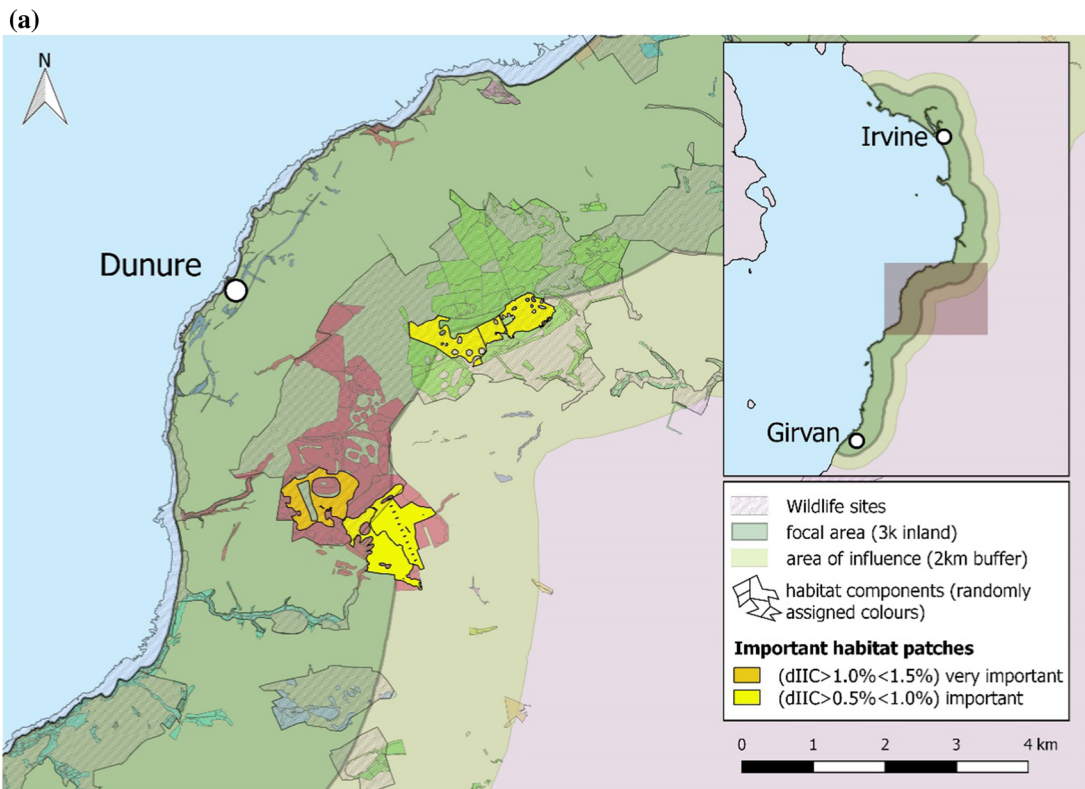 (a)
N
Dunure
Irvine
Girvan
Wildlife sites
focal area (3k inland)
area of influence (2km buffer)
habitat components (randomly
assigned colours)
Important habitat patches
(dIIC>1.0%<1.5%) very important
(dIIC>0.5%<1.0%) important
0 1 2 3 4 km